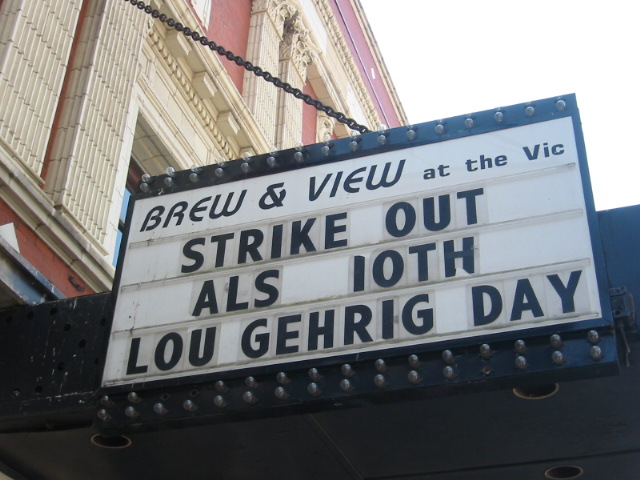 BREW & VIEW at the Vic
STRIKE OUT
ALS 10TH
LOU GEHRIG DAY